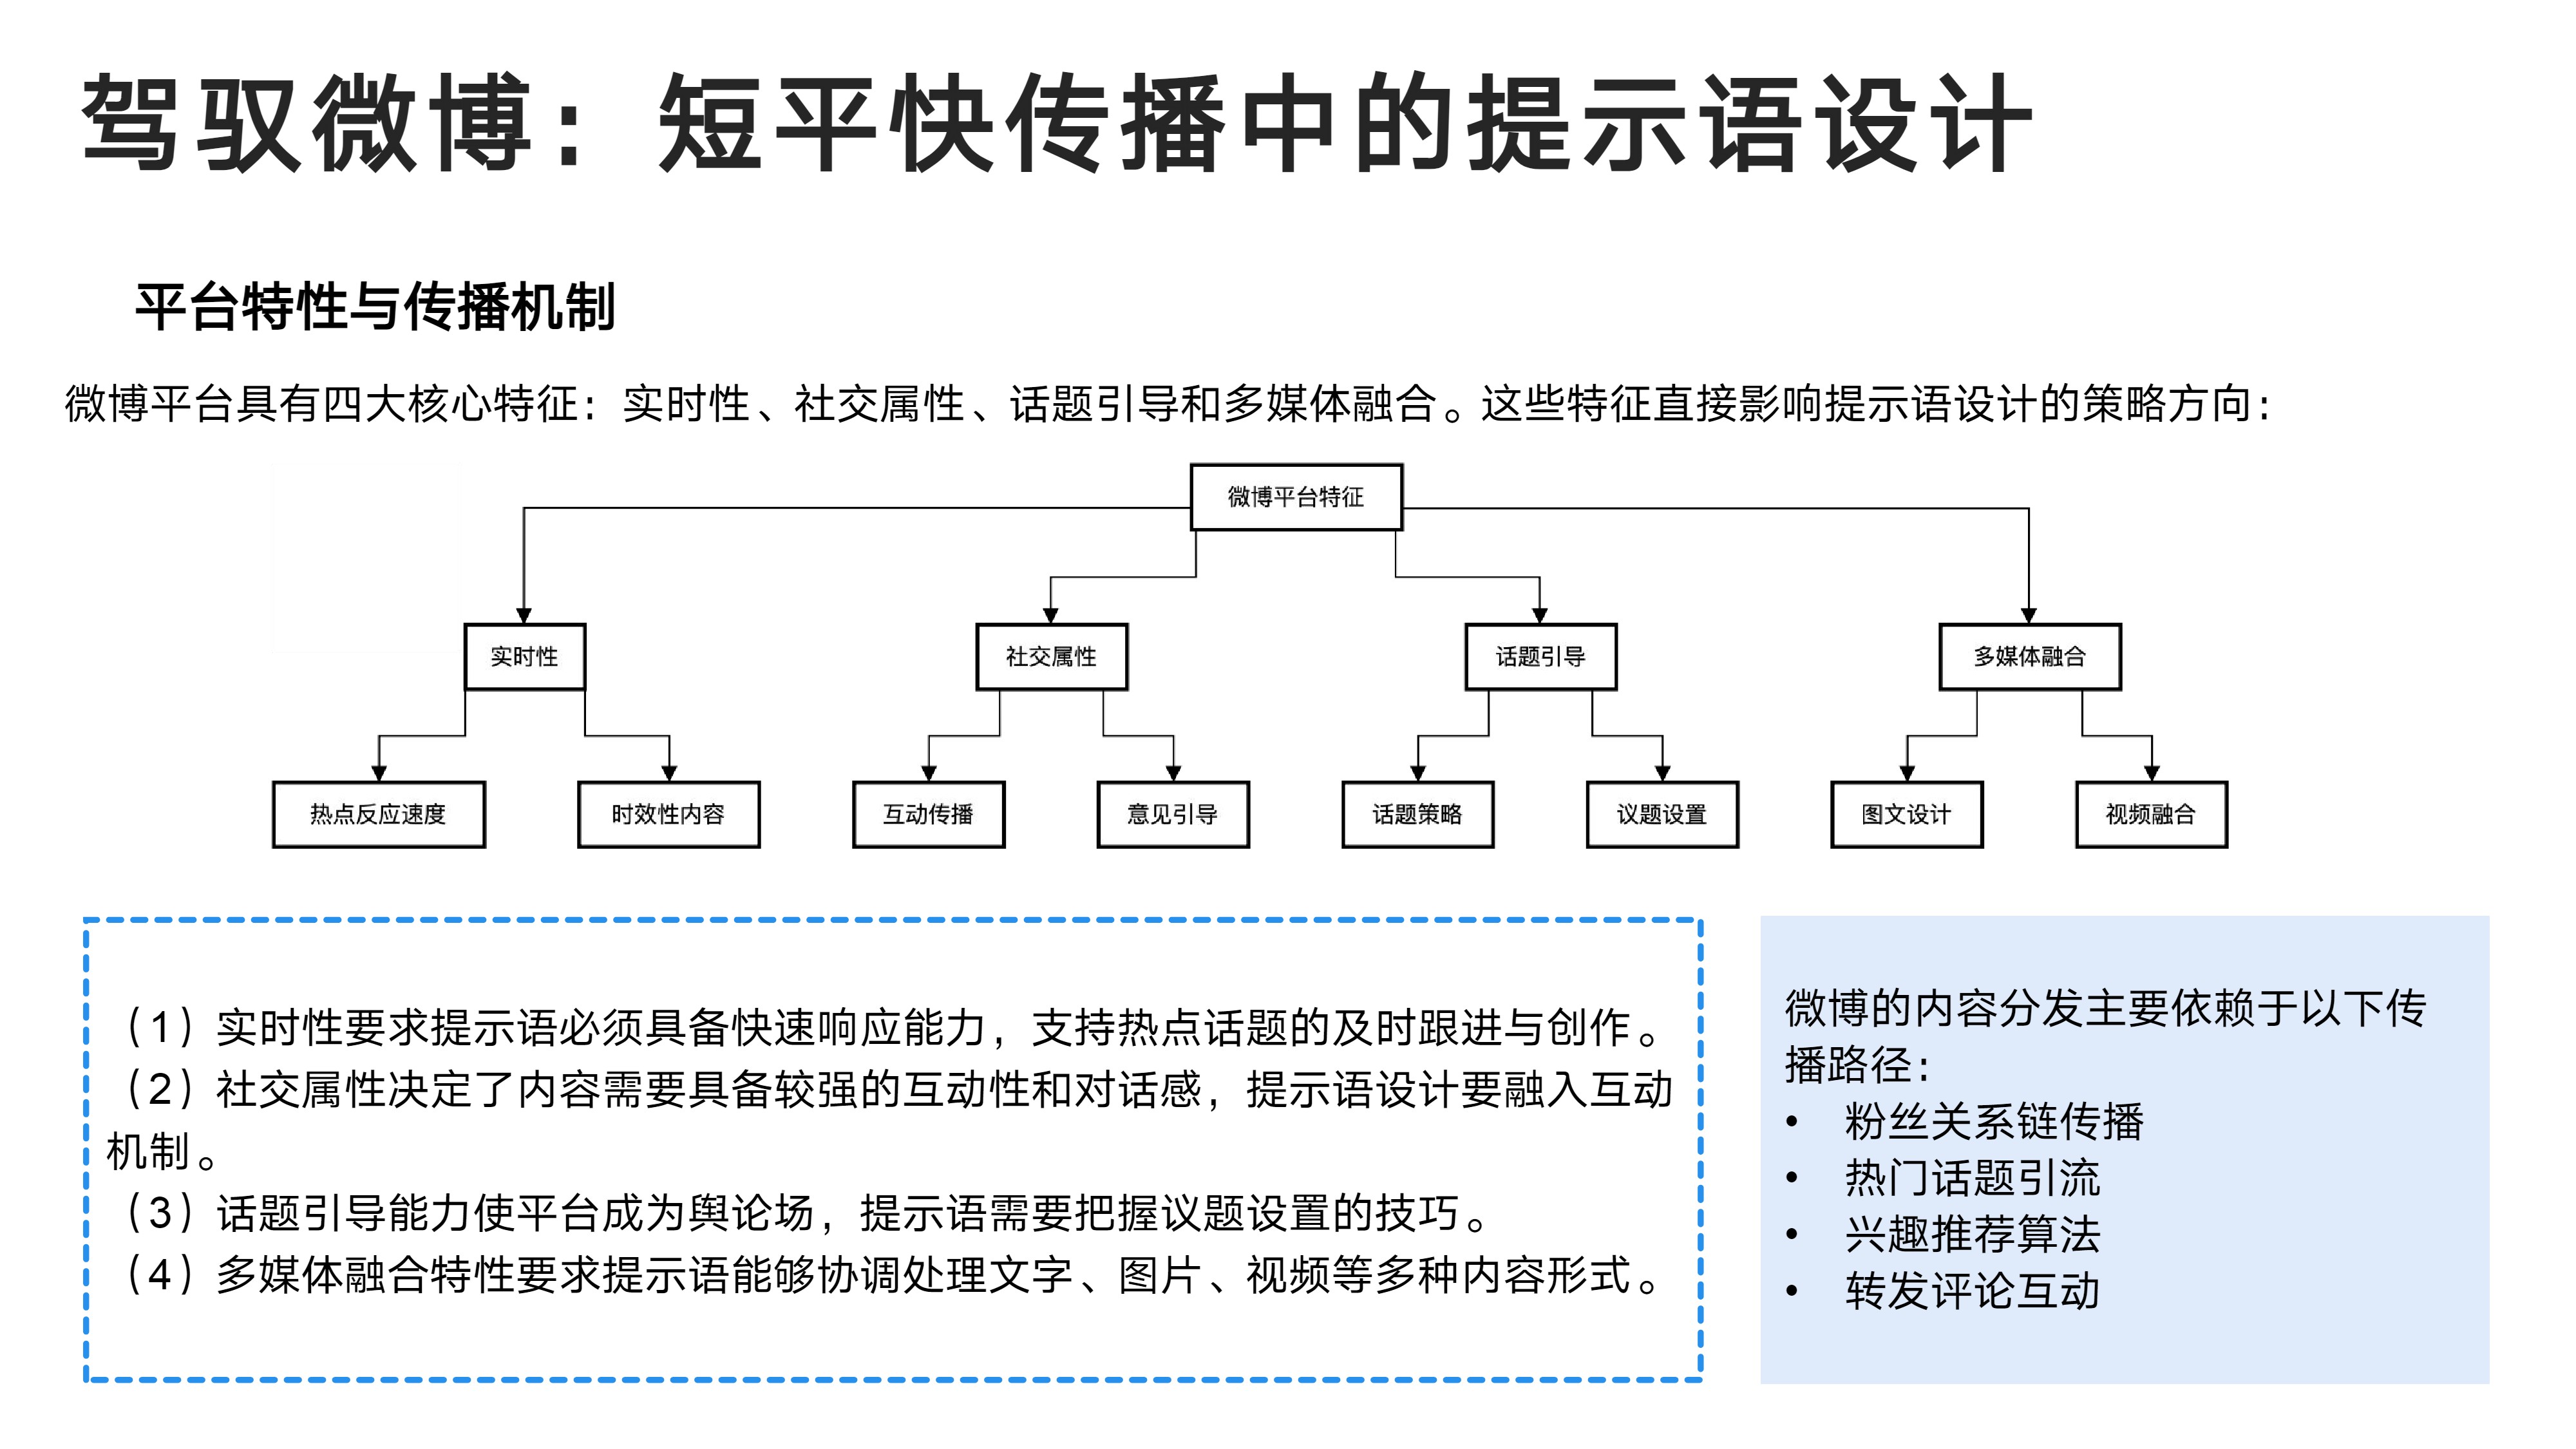 驾驭微博：短平快传播中的提示语设计
平台特性与传播机制
微博平台具有四大核心特征：实时性、社交属性、话题引导和多媒体融合。这些特征直接影响提示语设计的策略方向：
微博平台特征
实时性
社交属性
话题引导
多媒体融合
热点反应速度
时效性内容
互动传播
意见引导
话题策略
议题设置
图文设计
视频融合
（1）实时性要求提示语必须具备快速响应能力，支持热点话题的及时跟进与创作。
（2）社交属性决定了内容需要具备较强的互动性和对话感，提示语设计要融入互动
机制。
（3）话题引导能力使平台成为舆论场，提示语需要把握议题设置的技巧。
（4）多媒体融合特性要求提示语能够协调处理文字、图片、视频等多种内容形式。
微博的内容分发主要依赖于以下传
播路径：
• 粉丝关系链传播
• 热门话题引流
• 兴趣推荐算法
• 转发评论互动